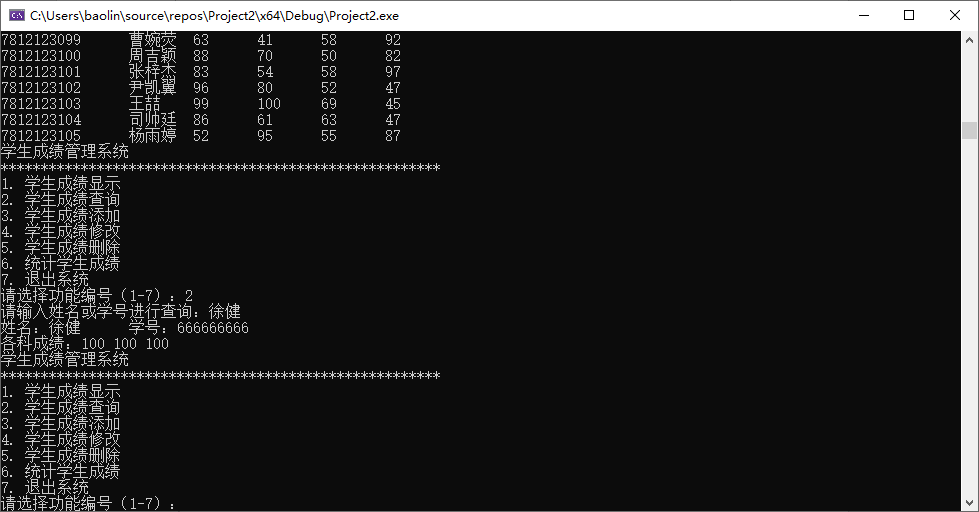 C:\Users\baolin\source\repos\Project2\x64\Debug\Project2.exe
7812123099 曹婉荧 63 41 58 92
7812123100 周吉颖 88 70 50 82
7812123101 张梓杰 83 54 58 97
7812123102 尹凯翼 96 80 52 47
7812123103 王喆 99 100 69 45
7812123104 司帅廷 86 61 63 47
7812123105 杨雨婷 52 95 55 87
学生成绩管理系统
*******************************************************
1. 学生成绩显示
2. 学生成绩查询
3. 学生成绩添加
4. 学生成绩修改
5. 学生成绩删除
6. 统计学生成绩
7. 退出系统
请选择功能编号（1-7）：2
请输入姓名或学号进行查询：徐健
姓名：徐健 学号：666666666
各科成绩：100 100 100
学生成绩管理系统
*******************************************************
1. 学生成绩显示
2. 学生成绩查询
3. 学生成绩添加
4. 学生成绩修改
5. 学生成绩删除
6. 统计学生成绩
7. 退出系统
请选择功能编号（1-7）：